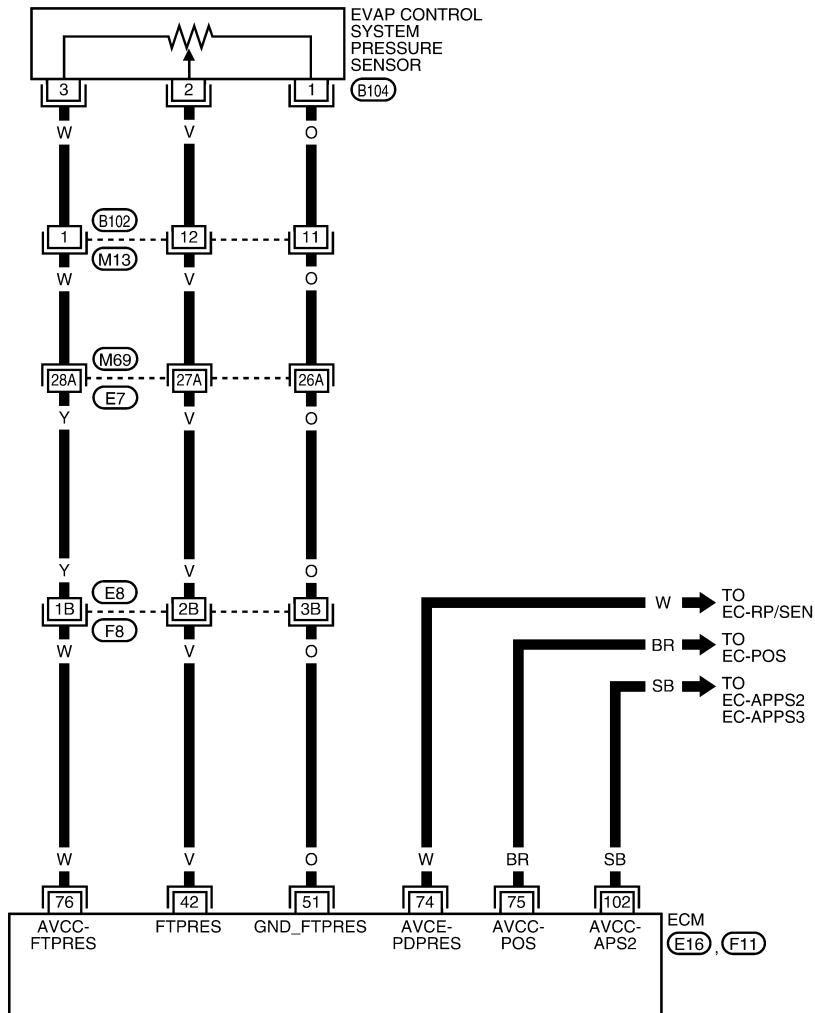 EVAP CONTROL
SYSTEM
PRESSURE
SENSOR
3 2 1 B104
W V O
B102
1 12 11
M13
W V O
M69
28A 27A 26A
E7
Y V O
Y V O
E8
1B 2B 3B
F8
W V O
W TO
EC-RP/SEN
BR TO
EC-POS
SB TO
EC-APPS2
EC-APPS3
W V O W BR SB
76 42 51 74 75 102
ECM
E16 , F11
AVCC-
FTPRES
FTPRES
GND_FTPRES
AVCE-
PDPRES
AVCC-
POS
AVCC-
APS2